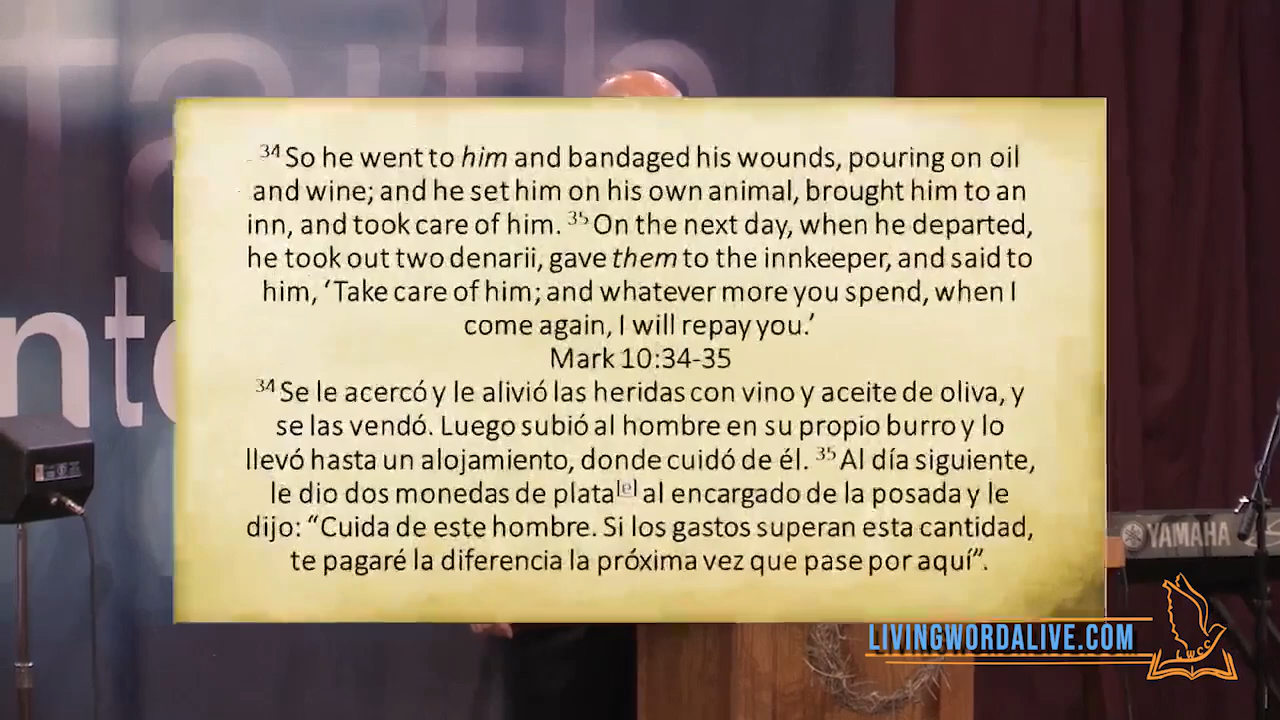 faith
nte
³⁴ So he went to him and bandaged his wounds, pouring on oil
and wine; and he set him on his own animal, brought him to an
inn, and took care of him. ³⁵ On the next day, when he departed,
he took out two denarii, gave them to the innkeeper, and said to
him, ‘Take care of him; and whatever more you spend, when I
come again, I will repay you.’
Mark 10:34-35
³⁴ Se le acercó y le alivió las heridas con vino y aceite de oliva, y
se las vendó. Luego subió al hombre en su propio burro y lo
llevó hasta un alojamiento, donde cuidó de él. ³⁵ Al día siguiente,
le dio dos monedas de plata[e] al encargado de la posada y le
dijo: “Cuida de este hombre. Si los gastos superan esta cantidad,
te pagaré la diferencia la próxima vez que pase por aquí”.
YAMAHA
LIVINGWORDALIVE.COM
LWCC